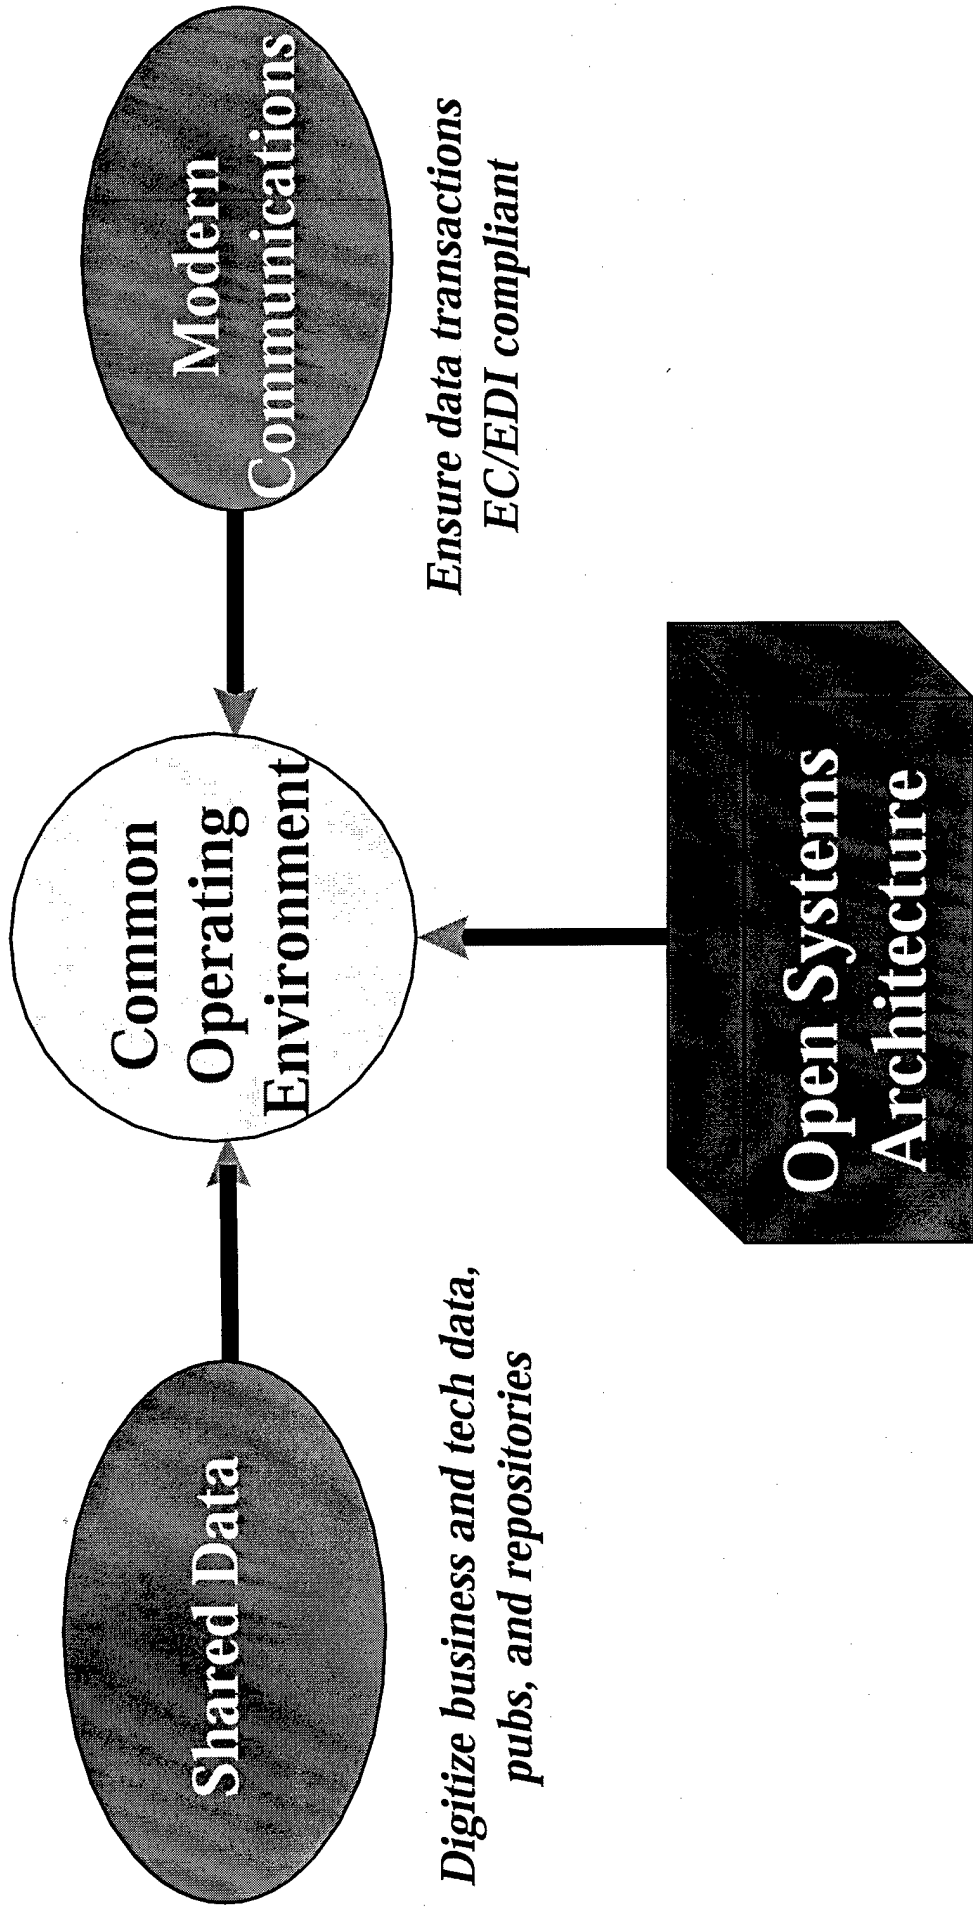 Shared Data
Common
Operating
Environment
Modern
Communications
Digitize business and tech data,
pubs, and repositories
Ensure data transactions
EC/EDI compliant
Open Systems
Architecture